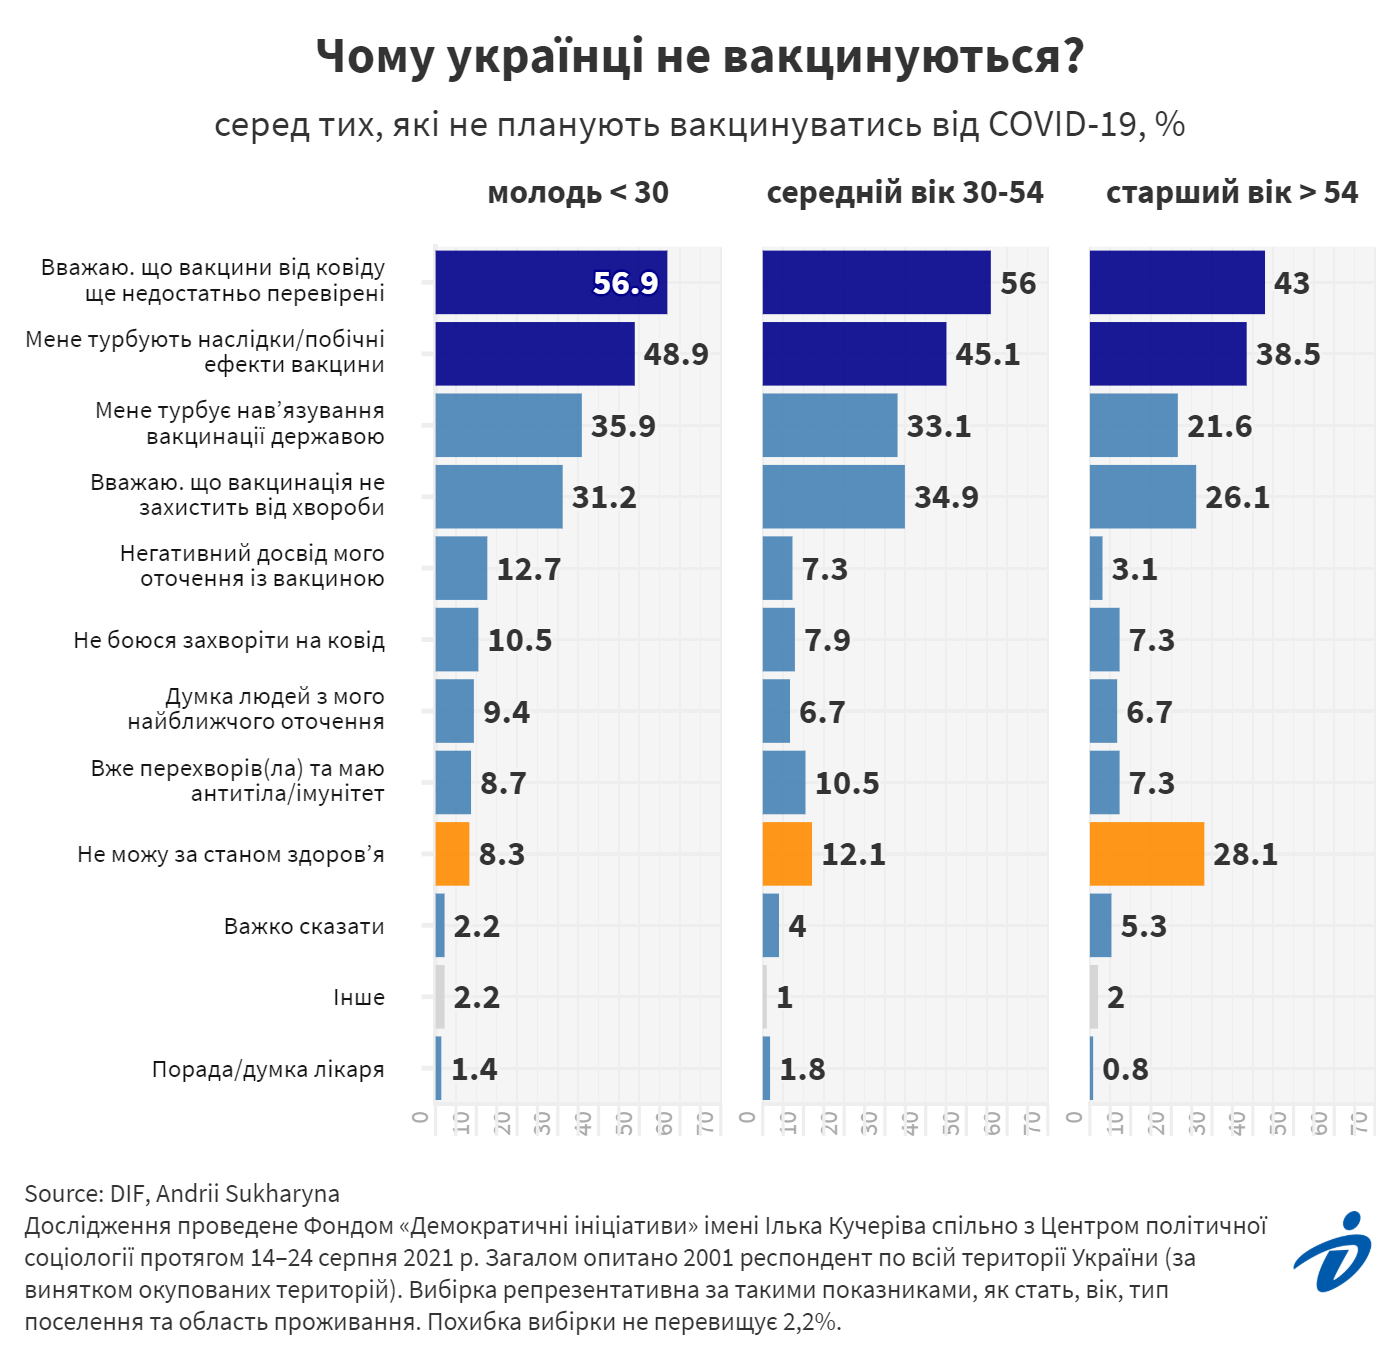 Чому українці не вакцинуються?
серед тих, які не планують вакцинуватись від COVID-19, %
молодь < 30
середній вік 30-54
старший вік > 54
Вважаю. що вакцини від ковіду
ще недостатньо перевірені
56.9
56
43
Мене турбують наслідки/побічні
ефекти вакцини
48.9
45.1
38.5
Мене турбує нав’язування
вакцинації державою
35.9
33.1
21.6
Вважаю. що вакцинація не
захистить від хвороби
31.2
34.9
26.1
Негативний досвід мого
оточення із вакциною
12.7
7.3
3.1
Не боюся захворіти на ковід
10.5
7.9
7.3
Думка людей з мого
найближчого оточення
9.4
6.7
6.7
Вже перехворів(ла) та маю
антитіла/імунітет
8.7
10.5
7.3
Не можу за станом здоров’я
8.3
12.1
28.1
Важко сказати
2.2
4
5.3
Інше
2.2
1
2
Порада/думка лікаря
1.4
1.8
0.8
0 10 20 30 40 50 60 70
0 10 20 30 40 50 60 70
0 10 20 30 40 50 60 70
Source: DIF, Andrii Sukharyna
Дослідження проведене Фондом «Демократичні ініціативи» імені Ілька Кучеріва спільно з Центром політичної
соціології протягом 14–24 серпня 2021 р. Загалом опитано 2001 респондент по всій території України (за
винятком окупованих територій). Вибірка репрезентативна за такими показниками, як стать, вік, тип
поселення та область проживання. Похибка вибірки не перевищує 2,2%.